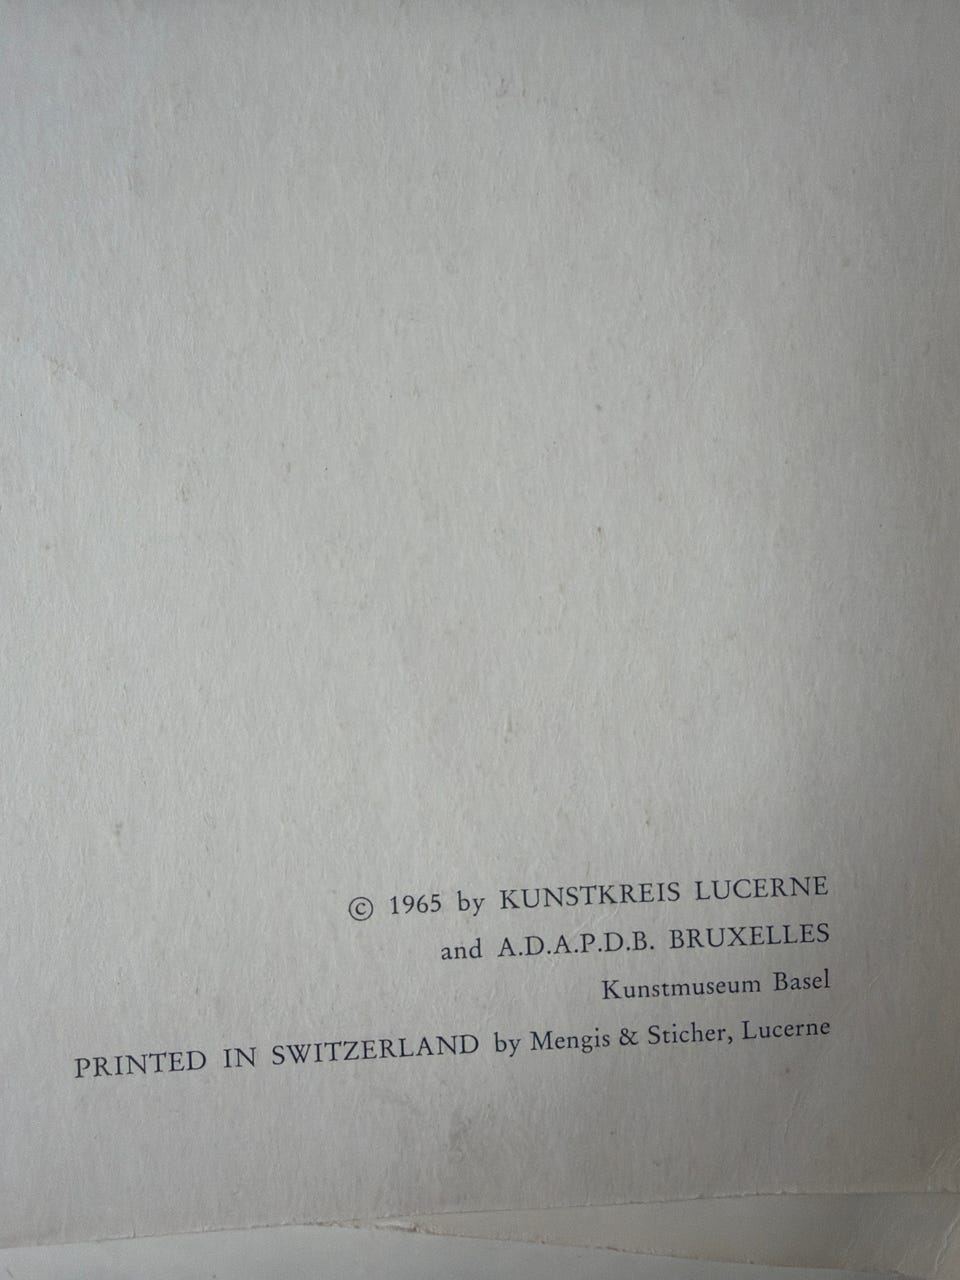 © 1965 by KUNSTKREIS LUCERNE
and A.D.A.P.D.B. BRUXELLES
Kunstmuseum Basel
PRINTED IN SWITZERLAND by Mengis & Sticher, Lucerne